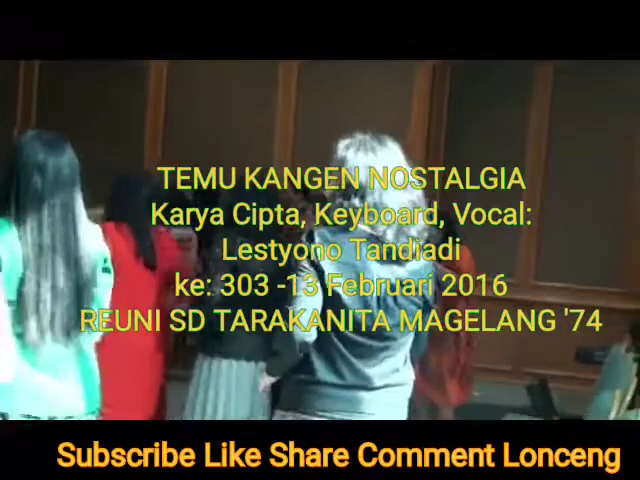 TEMU KANGEN NOSTALGIA
Karya Cipta, Keyboard, Vocal:
Lestyono Tandiadi
ke: 303 -13 Februari 2016
REUNI SD TARAKANITA MAGELANG '74
Subscribe Like Share Comment Lonceng